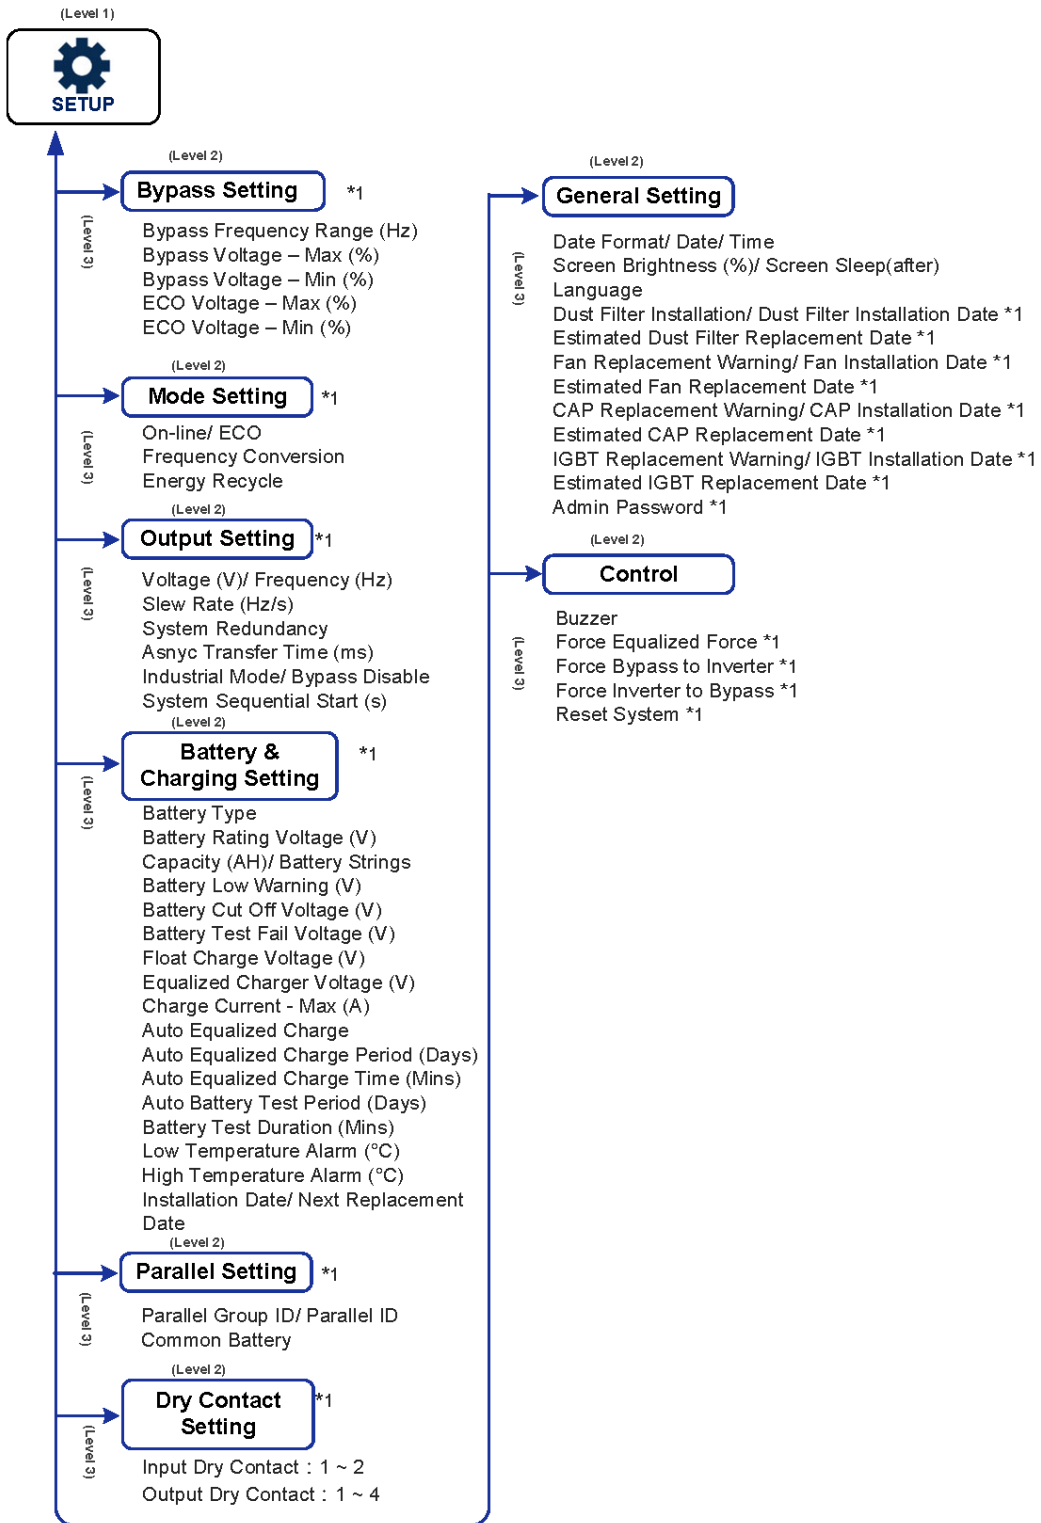 (Level 1)
SETUP
(Level 2)
Bypass Setting *1
(Level 3)
Bypass Frequency Range (Hz)
Bypass Voltage – Max (%)
Bypass Voltage – Min (%)
ECO Voltage – Max (%)
ECO Voltage – Min (%)
(Level 2)
Mode Setting *1
(Level 3)
On-line/ ECO
Frequency Conversion
Energy Recycle
(Level 2)
Output Setting *1
(Level 3)
Voltage (V)/ Frequency (Hz)
Slew Rate (Hz/s)
System Redundancy
Asnyc Transfer Time (ms)
Industrial Mode/ Bypass Disable
System Sequential Start (s)
(Level 2)
Battery & *1
Charging Setting
(Level 3)
Battery Type
Battery Rating Voltage (V)
Capacity (AH)/ Battery Strings
Battery Low Warning (V)
Battery Cut Off Voltage (V)
Battery Test Fail Voltage (V)
Float Charge Voltage (V)
Equalized Charger Voltage (V)
Charge Current - Max (A)
Auto Equalized Charge
Auto Equalized Charge Period (Days)
Auto Equalized Charge Time (Mins)
Auto Battery Test Period (Days)
Battery Test Duration (Mins)
Low Temperature Alarm (°C)
High Temperature Alarm (°C)
Installation Date/ Next Replacement
Date
(Level 2)
Parallel Setting *1
(Level 3)
Parallel Group ID/ Parallel ID
Common Battery
(Level 2)
Dry Contact *1
Setting
(Level 3)
Input Dry Contact : 1 ~ 2
Output Dry Contact : 1 ~ 4
(Level 2)
General Setting
(Level 3)
Date Format/ Date/ Time
Screen Brightness (%)/ Screen Sleep(after)
Language
Dust Filter Installation/ Dust Filter Installation Date *1
Estimated Dust Filter Replacement Date *1
Fan Replacement Warning/ Fan Installation Date *1
Estimated Fan Replacement Date *1
CAP Replacement Warning/ CAP Installation Date *1
Estimated CAP Replacement Date *1
IGBT Replacement Warning/ IGBT Installation Date *1
Estimated IGBT Replacement Date *1
Admin Password *1
(Level 2)
Control
(Level 3)
Buzzer
Force Equalized Force *1
Force Bypass to Inverter *1
Force Inverter to Bypass *1
Reset System *1